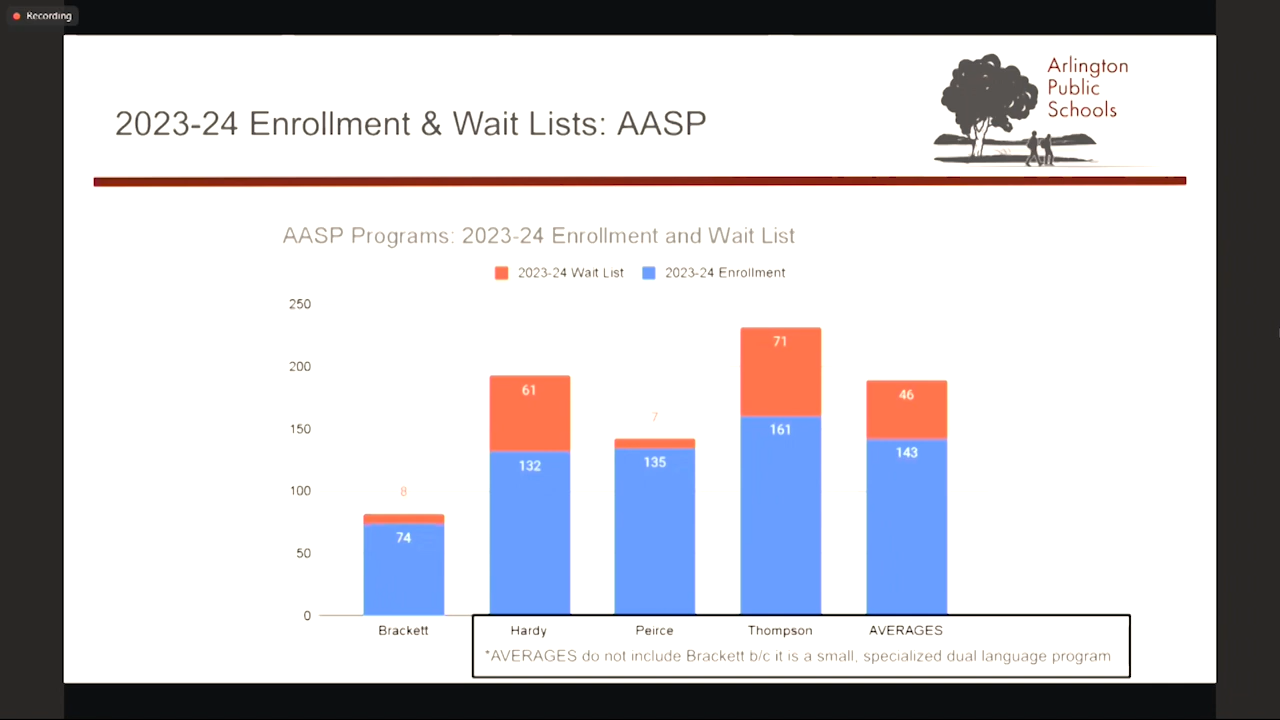 Recording
Arlington
Public
Schools
2023-24 Enrollment & Wait Lists: AASP
AASP Programs: 2023-24 Enrollment and Wait List
2023-24 Wait List 2023-24 Enrollment
250
200
150
100
50
0
8
74
61
132
7
135
71
161
46
143
Brackett Hardy Peirce Thompson AVERAGES
*AVERAGES do not include Brackett b/c it is a small, specialized dual language program